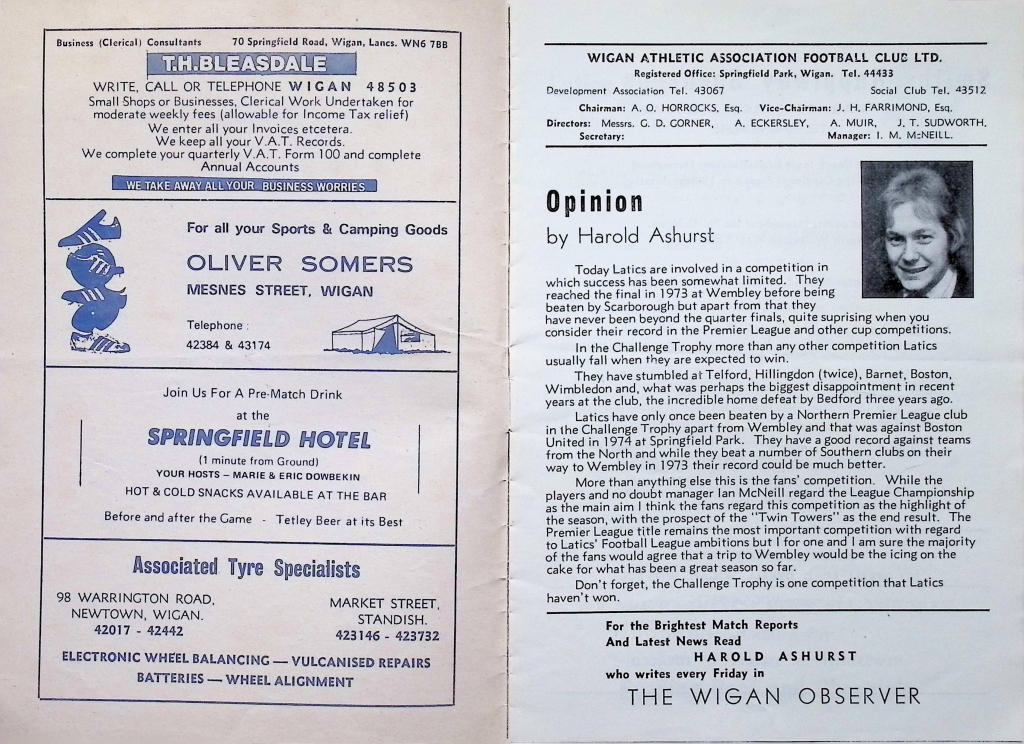 Business (Clerical) Consultants 70 Springfield Road, Wigan, Lancs. WN6 7BB
T.H.BLEASDALE
WRITE, CALL OR TELEPHONE WIGAN 48503
Small Shops or Businesses, Clerical Work Undertaken for
moderate weekly fees (allowable for Income Tax relief)
We enter all your Invoices etcetera.
We keep all your V.A.T. Records.
We complete your quarterly V.A.T. Form 100 and complete
Annual Accounts
WE TAKE AWAY ALL YOUR BUSINESS WORRIES
For all your Sports & Camping Goods
OLIVER SOMERS
MESNES STREET, WIGAN
Telephone :
42384 & 43174
Join Us For A Pre-Match Drink
at the
SPRINGFIELD HOTEL
(1 minute from Ground)
YOUR HOSTS – MARIE & ERIC DOWBEKIN
HOT & COLD SNACKS AVAILABLE AT THE BAR
Before and after the Game - Tetley Beer at its Best
Associated Tyre Specialists
98 WARRINGTON ROAD,
NEWTOWN, WIGAN.
42017 - 42442
MARKET STREET,
STANDISH.
423146 - 423732
ELECTRONIC WHEEL BALANCING — VULCANISED REPAIRS
BATTERIES — WHEEL ALIGNMENT
WIGAN ATHLETIC ASSOCIATION FOOTBALL CLUB LTD.
Registered Office: Springfield Park, Wigan. Tel. 44433
Development Association Tel. 43067 Social Club Tel. 43512
Chairman: A. O. HORROCKS, Esq. Vice-Chairman: J. H. FARRIMOND, Esq.
Directors: Messrs. G. D. GORNER, A. ECKERSLEY, A. MUIR, J. T. SUDWORTH,
Secretary: Manager: I. M. McNEILL.
Opinion
by Harold Ashurst
Today Latics are involved in a competition in
which success has been somewhat limited. They
reached the final in 1973 at Wembley before being
beaten by Scarborough but apart from that they
have never been beyond the quarter finals, quite suprising when you
consider their record in the Premier League and other cup competitions.
In the Challenge Trophy more than any other competition Latics
usually fall when they are expected to win.
They have stumbled at Telford, Hillingdon (twice), Barnet, Boston,
Wimbledon and, what was perhaps the biggest disappointment in recent
years at the club, the incredible home defeat by Bedford three years ago.
Latics have only once been beaten by a Northern Premier League club
in the Challenge Trophy apart from Wembley and that was against Boston
United in 1974 at Springfield Park. They have a good record against teams
from the North and while they beat a number of Southern clubs on their
way to Wembley in 1973 their record could be much better.
More than anything else this is the fans' competition. While the
players and no doubt manager Ian McNeill regard the League Championship
as the main aim I think the fans regard this competition as the highlight of
the season, with the prospect of the "Twin Towers" as the end result. The
Premier League title remains the most important competition with regard
to Latics' Football League ambitions but I for one and I am sure the majority
of the fans would agree that a trip to Wembley would be the icing on the
cake for what has been a great season so far.
Don't forget, the Challenge Trophy is one competition that Latics
haven't won.
For the Brightest Match Reports
And Latest News Read
HAROLD ASHURST
who writes every Friday in
THE WIGAN OBSERVER